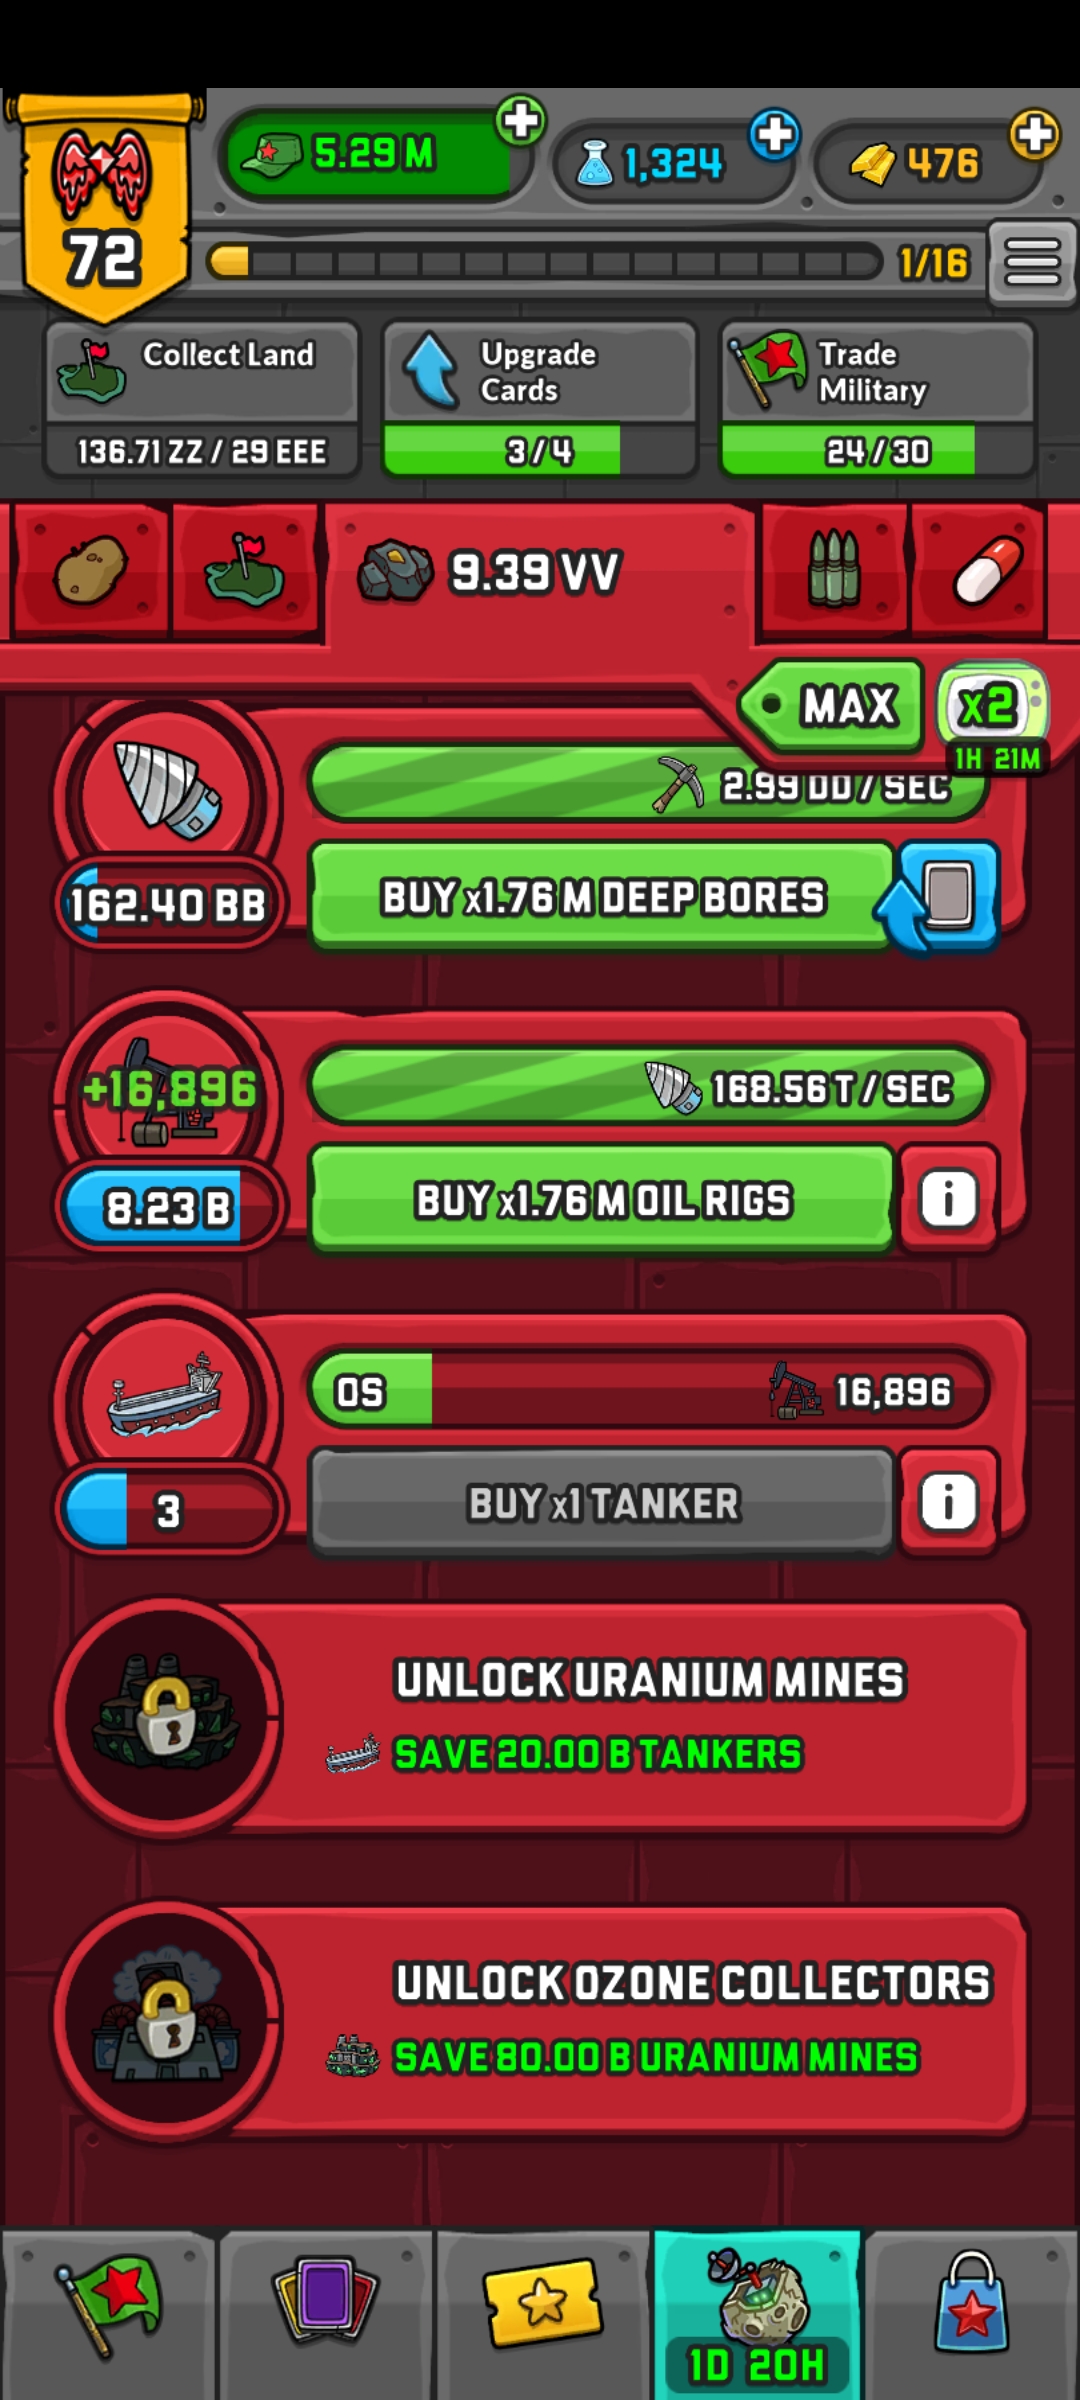 5.29 M
1,324
476
72
1/16
Collect Land
136.71 ZZ / 29 EEE
Upgrade
Cards
3/4
Trade
Military
24/30
9.39 VV
MAX
x2
1H 21M
2.99 DD / SEC
162.40 BB
BUY x1.76 M DEEP BORES
+16,896
168.56 T / SEC
8.23 B
BUY x1.76 M OIL RIGS
i
0S
16,896
3
BUY x1 TANKER
i
UNLOCK URANIUM MINES
SAVE 20.00 B TANKERS
UNLOCK OZONE COLLECTORS
SAVE 80.00 B URANIUM MINES
1D 20H